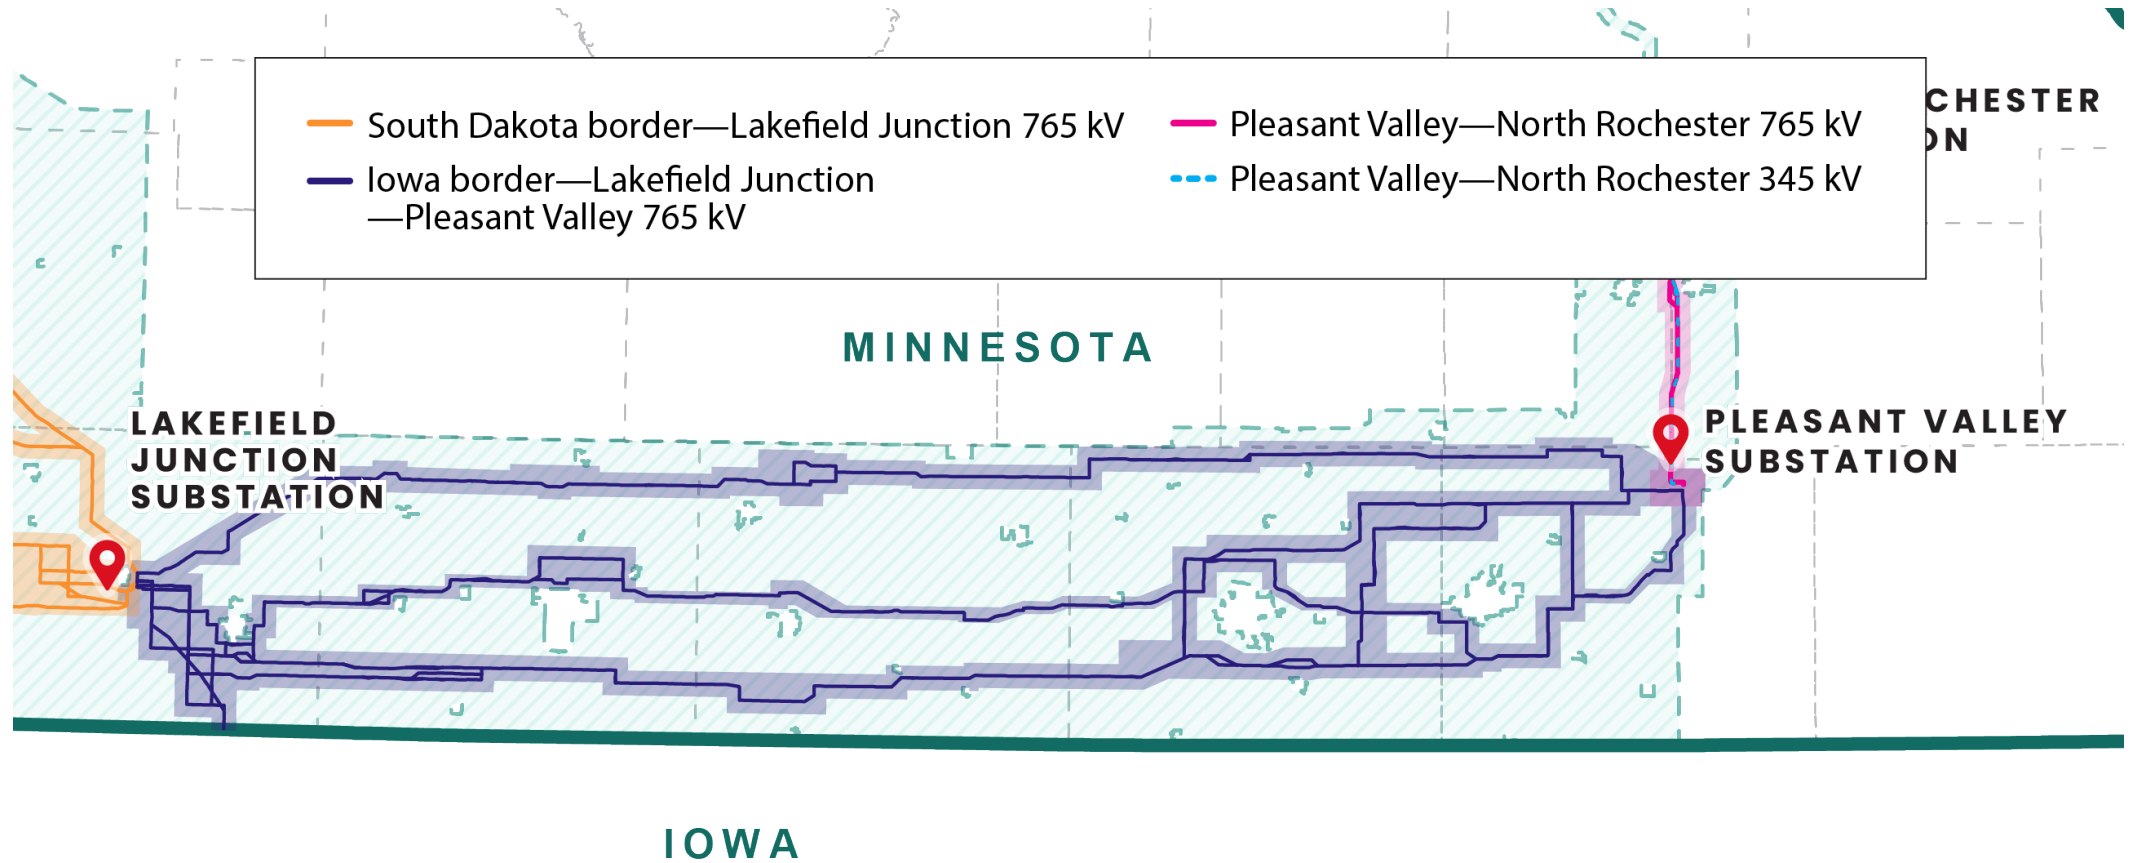 South Dakota border—Lakefield Junction 765 kV
Iowa border—Lakefield Junction
—Pleasant Valley 765 kV
Pleasant Valley—North Rochester 765 kV
Pleasant Valley—North Rochester 345 kV
CHESTER
ON
MINNESOTA
LAKEFIELD
JUNCTION
SUBSTATION
PLEASANT VALLEY
SUBSTATION
IOWA